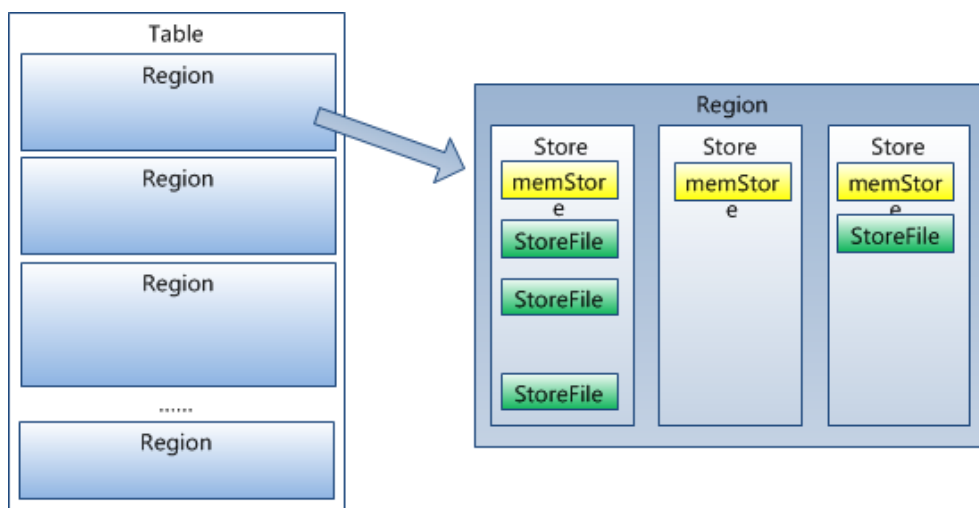 Table
Region
Region
Region
......
Region
Region
Store
memStor
e
StoreFile
StoreFile
StoreFile
Store
memStor
e
Store
memStor
e
StoreFile